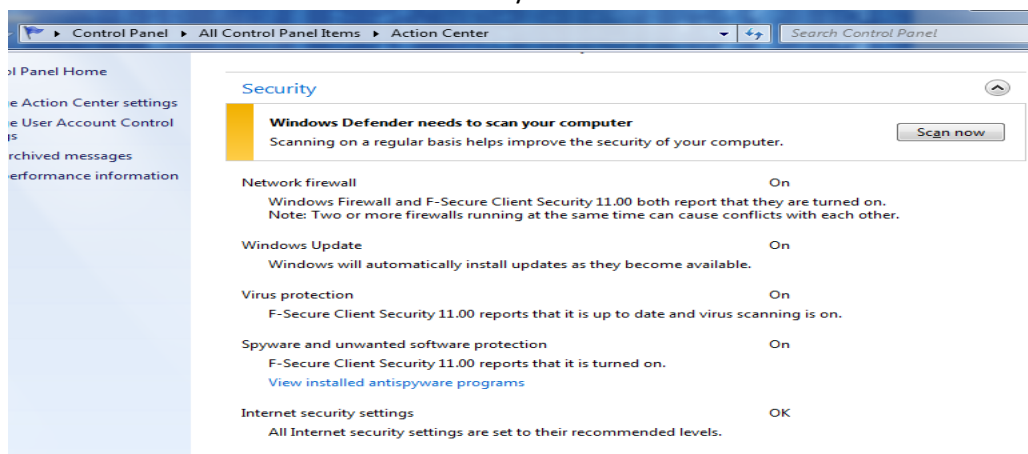 Control Panel ▸ All Control Panel Items ▸ Action Center
Search Control Panel
ol Panel Home
e Action Center settings
e User Account Control
gs
rchived messages
erformance information
Security
Windows Defender needs to scan your computer
Scanning on a regular basis helps improve the security of your computer.
Scan now
Network firewall On
Windows Firewall and F-Secure Client Security 11.00 both report that they are turned on.
Note: Two or more firewalls running at the same time can cause conflicts with each other.
Windows Update On
Windows will automatically install updates as they become available.
Virus protection On
F-Secure Client Security 11.00 reports that it is up to date and virus scanning is on.
Spyware and unwanted software protection On
F-Secure Client Security 11.00 reports that it is turned on.
View installed antispyware programs
Internet security settings OK
All Internet security settings are set to their recommended levels.